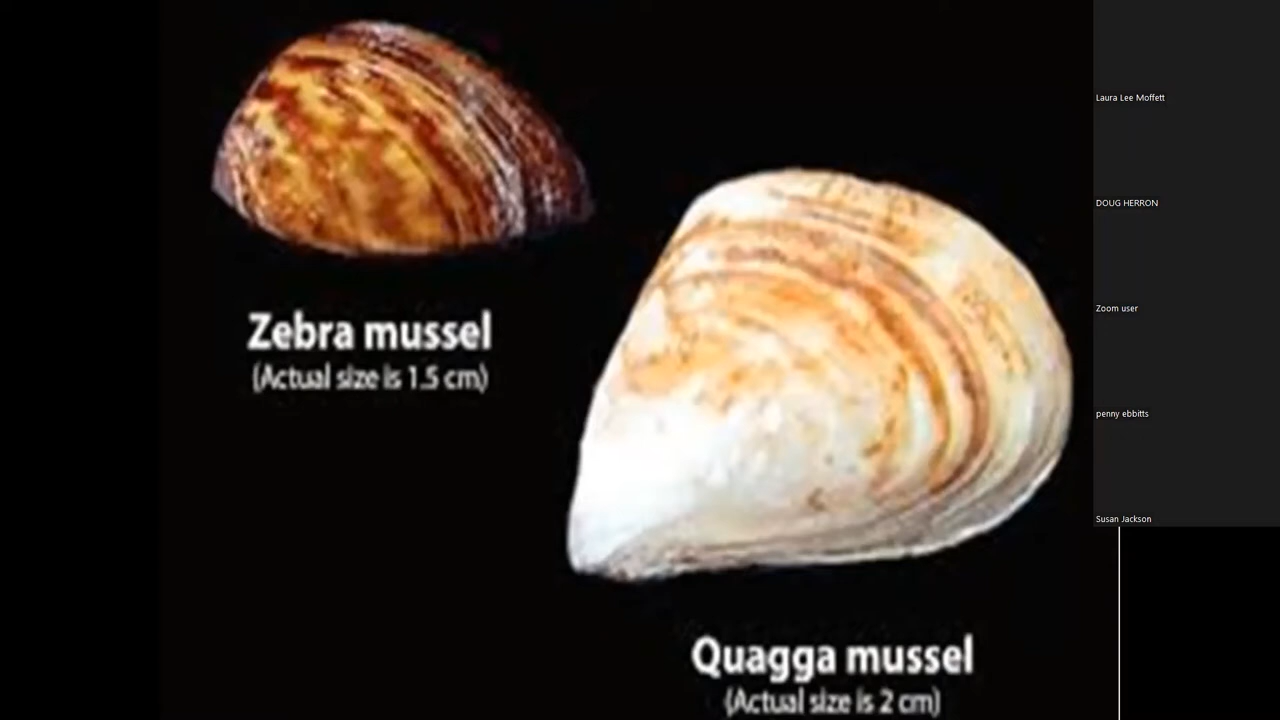 Zebra mussel
(Actual size is 1.5 cm)
Quagga mussel
(Actual size is 2 cm)
Laura Lee Moffett
DOUG HERRON
Zoom user
penny ebbitts
Susan Jackson